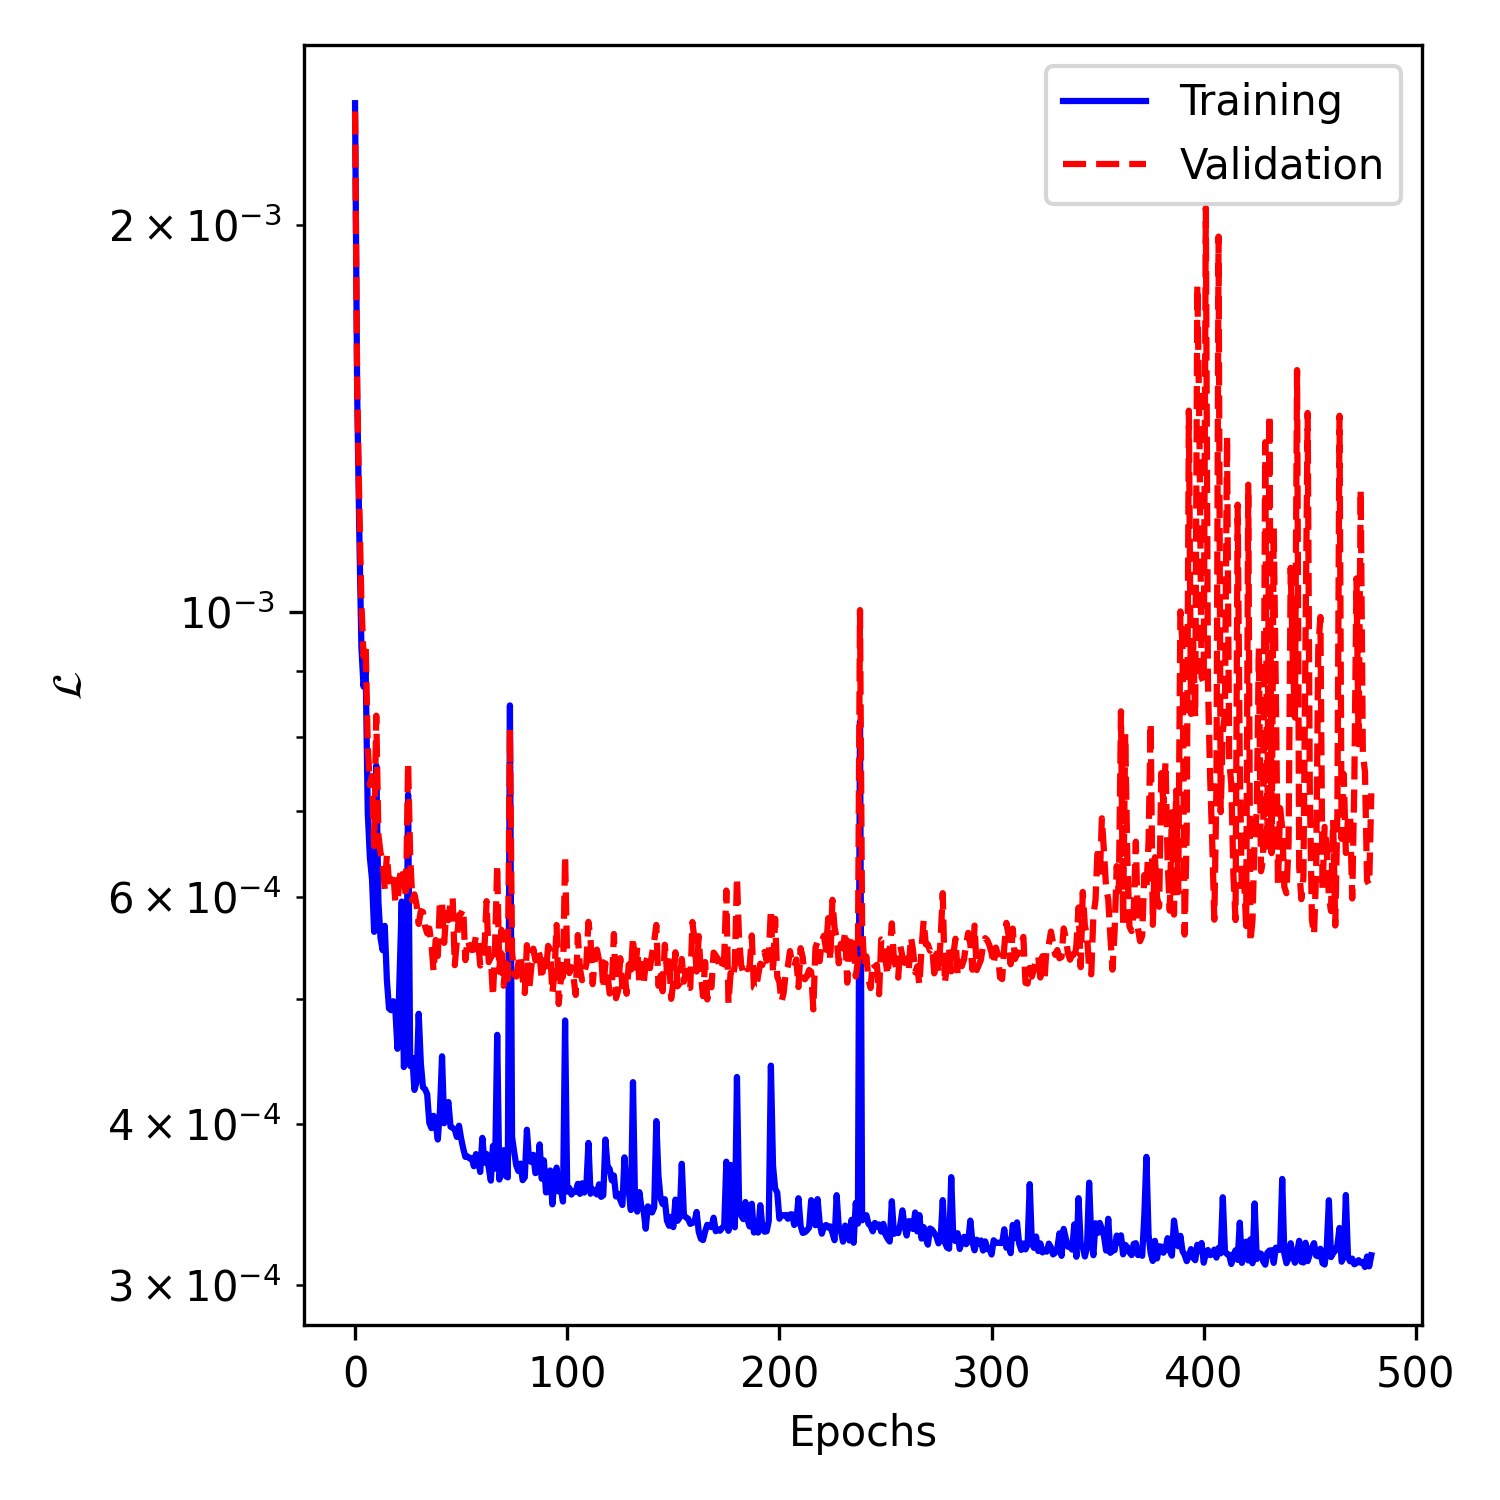 Training
Validation
2 × 10⁻³
10⁻³
6 × 10⁻⁴
4 × 10⁻⁴
3 × 10⁻⁴
ℒ
0 100 200 300 400 500
Epochs